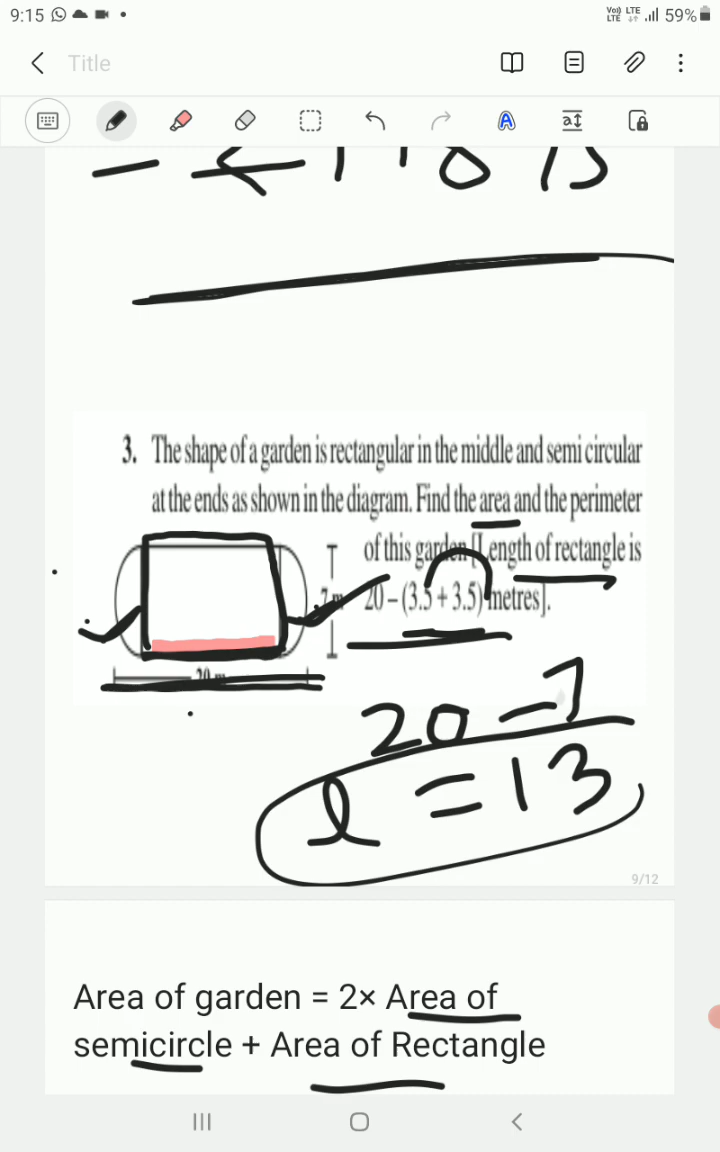 9:15
Vo)) LTE
LTE
59%
Title
3. The shape of a garden is rectangular in the middle and semi circular
at the ends as shown in the diagram. Find the area and the perimeter
of this garden [Length of rectangle is
7 m
20 – (3.5 + 3.5) metres].
20 m
20 – 7
l = 13
9/12
Area of garden = 2× Area of
semicircle + Area of Rectangle